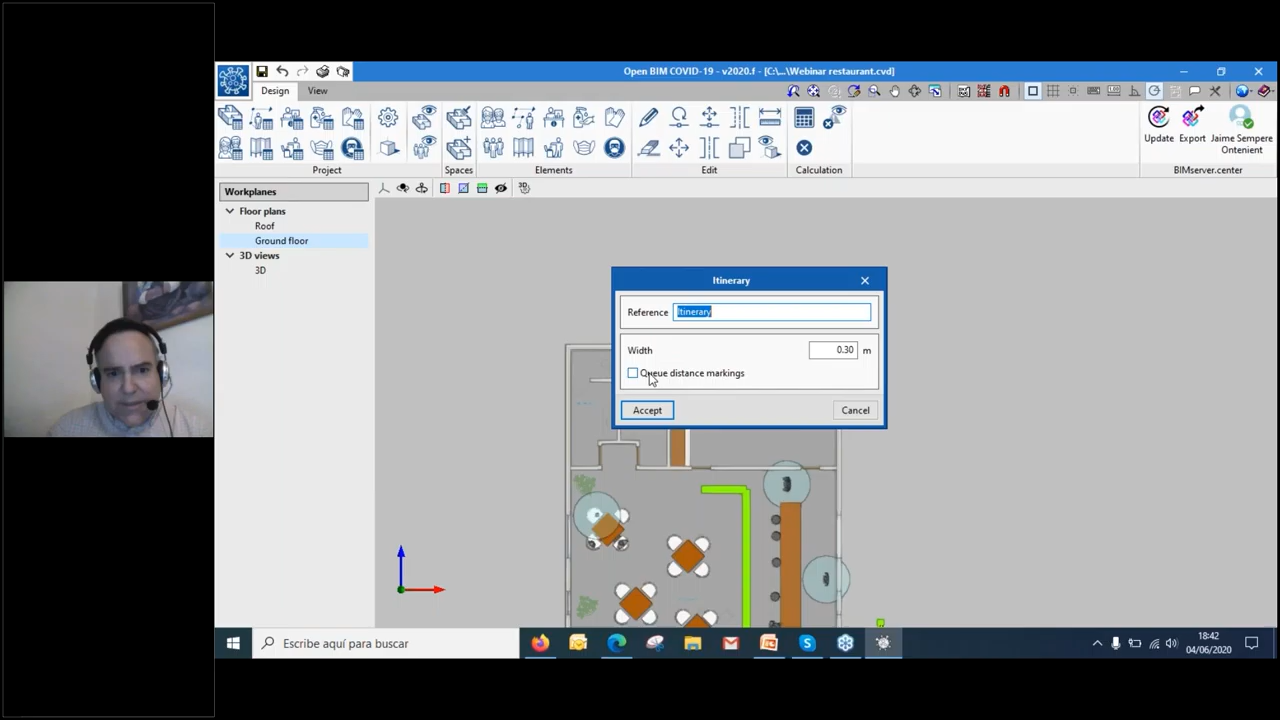 Open BIM COVID-19 - v2020.f - [C:\...\Webinar restaurant.cvd]
Design View
Update Export Jaime Sempere Ontenient
Project Spaces Elements Edit Calculation BIMserver.center
Workplanes
Floor plans
Roof
Ground floor
3D views
3D
Itinerary
Reference Itinerary
Width 0.30 m
Queue distance markings
Accept Cancel
Escribe aquí para buscar
18:42
04/06/2020